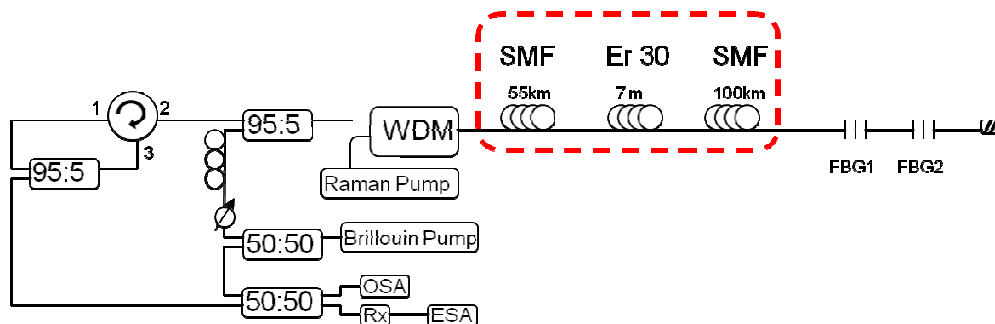 SMF Er 30 SMF
55km 7m 100km
1 2
3
95:5
95:5
WDM
FBG1 FBG2
Raman Pump
50:50
Brillouin Pump
50:50
OSA
Rx ESA